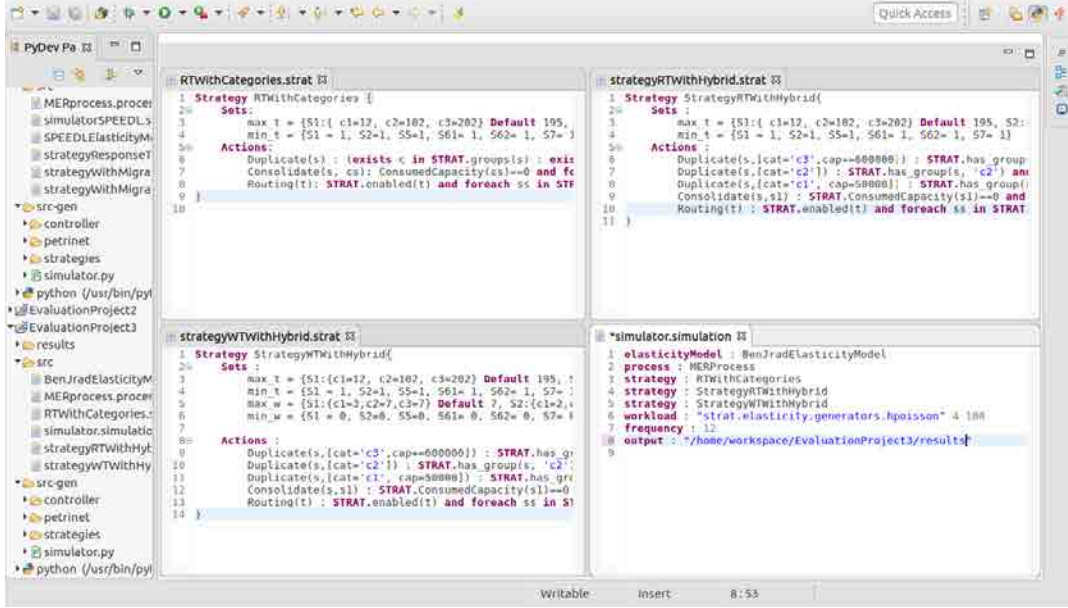 Quick Access
PyDev Pa
MERprocess.proces
simulatorSPEEDL.s
SPEEDLElasticityM
strategyResponseT
strategyWithMigra
strategyWithMigra
src-gen
controller
petrinet
strategies
simulator.py
python (/usr/bin/pyt
EvaluationProject2
EvaluationProject3
results
src
BenJradElasticityM
MERprocess.proces
RTWithCategories.s
simulator.simulatio
strategyRTWithHyb
strategyWTWithHy
src-gen
controller
petrinet
strategies
simulator.py
python (/usr/bin/pyt
RTWithCategories.strat
1 Strategy RTWithCategories {
2 Sets:
3 max_t = {S1:{ c1=12, c2=102, c3=202} Default 195,
4 min_t = {S1 = 1, S2=1, S5=1, S61= 1, S62= 1, S7= 1
5 Actions:
6 Duplicate(s) : (exists c in STRAT.groups(s) : exis
7 Consolidate(s, cs): ConsumedCapacity(cs)==0 and fo
8 Routing(t): STRAT.enabled(t) and foreach ss in STR
9 }
10
strategyRTWithHybrid.strat
1 Strategy StrategyRTWithHybrid{
2 Sets:
3 max_t = {S1:{ c1=12, c2=102, c3=202} Default 195, S2:
4 min_t = {S1 = 1, S2=1, S5=1, S61= 1, S62= 1, S7= 1}
5 Actions :
6 Duplicate(s,[cat='c3',cap+=600000]) : STRAT.has_group
7 Duplicate(s,[cat='c2']) : STRAT.has_group(s, 'c2') and
8 Duplicate(s,[cat='c1', cap=50000]) : STRAT.has_group(
9 Consolidate(s,s1) : STRAT.ConsumedCapacity(s1)==0 and
10 Routing(t) : STRAT.enabled(t) and foreach ss in STRAT
11 }
strategyWTWithHybrid.strat
1 Strategy StrategyWTWithHybrid{
2 Sets :
3 max_t = {S1:{c1=12, c2=102, c3=202} Default 195,
4 min_t = {S1 = 1, S2=1, S5=1, S61= 1, S62= 1, S7=
5 max_w = {S1:{c1=3,c2=7,c3=7} Default 7, S2:{c1=2,
6 min_w = {S1 = 0, S2=0, S5=0, S61= 0, S62= 0, S7=
7
8 Actions :
9 Duplicate(s,[cat='c3',cap+=600000]) : STRAT.has_gr
10 Duplicate(s,[cat='c2']) : STRAT.has_group(s, 'c2'
11 Duplicate(s,[cat='c1', cap=50000]) : STRAT.has_gro
12 Consolidate(s,s1) : STRAT.ConsumedCapacity(s1)==0
13 Routing(t) : STRAT.enabled(t) and foreach ss in ST
14 }
*simulator.simulation
1 elasticityModel : BenJradElasticityModel
2 process : MERProcess
3 strategy : RTWithCategories
4 strategy : StrategyRTWithHybrid
5 strategy : StrategyWTWithHybrid
6 workload : "strat.elasticity.generators.hpoisson" 4 100
7 frequency : 12
8 output : "/home/workspace/EvaluationProject3/results"
9
Writable
Insert
8:53